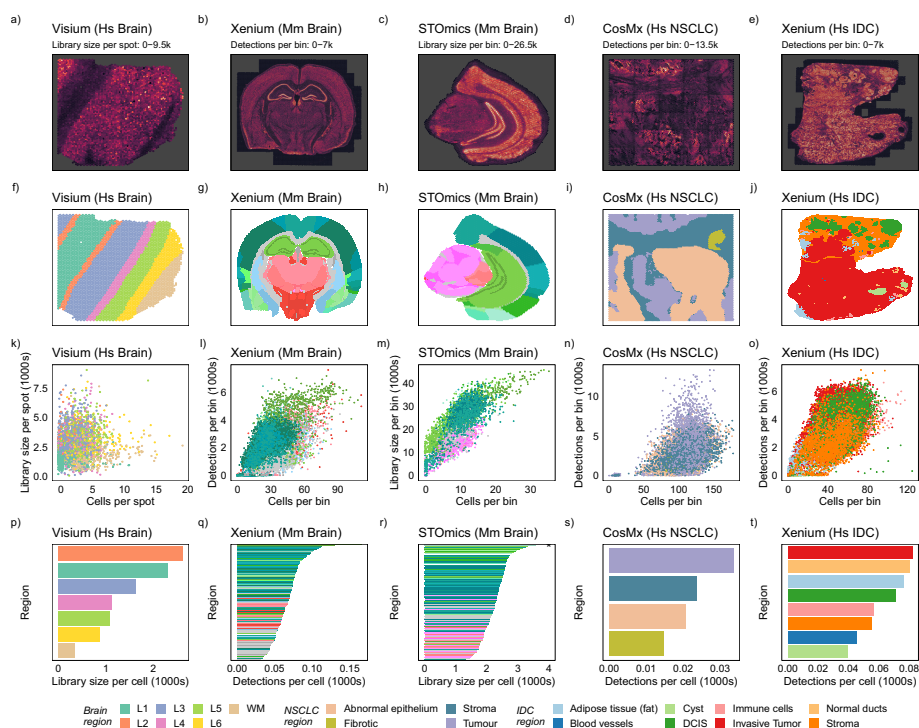 a) Visium (Hs Brain)
Library size per spot: 0−9.5k
b) Xenium (Mm Brain)
Detections per bin: 0−7k
c) STOmics (Mm Brain)
Library size per bin: 0−26.5k
d) CosMx (Hs NSCLC)
Detections per bin: 0−13.5k
e) Xenium (Hs IDC)
Detections per bin: 0−7k
f) Visium (Hs Brain)
g) Xenium (Mm Brain)
h) STOmics (Mm Brain)
i) CosMx (Hs NSCLC)
j) Xenium (Hs IDC)
k) Visium (Hs Brain)
Library size per spot (1000s)
7.5
5.0
2.5
0.0
0 5 10 15 20
Cells per spot
l) Xenium (Mm Brain)
Detections per bin (1000s)
6
4
2
0
0 30 60 90
Cells per bin
m) STOmics (Mm Brain)
Library size per bin (1000s)
40
30
20
10
0
0 10 20 30
Cells per bin
n) CosMx (Hs NSCLC)
Detections per bin (1000s)
10
5
0
0 50 100 150
Cells per bin
o) Xenium (Hs IDC)
Detections per bin (1000s)
6
4
2
0
0 40 80 120
Cells per bin
p) Visium (Hs Brain)
Region
0 1 2
Library size per cell (1000s)
q) Xenium (Mm Brain)
Region
0.00 0.05 0.10 0.15
Detections per cell (1000s)
r) STOmics (Mm Brain)
Region
0 1 2 3 4
Library size per cell (1000s)
s) CosMx (Hs NSCLC)
Region
0.00 0.01 0.02 0.03
Detections per cell (1000s)
t) Xenium (Hs IDC)
Region
0.00 0.02 0.04 0.06 0.08
Detections per cell (1000s)
Brain region
L1 L3 L5 WM
L2 L4 L6
NSCLC region
Abnormal epithelium Stroma
Fibrotic Tumour
IDC region
Adipose tissue (fat) Cyst Immune cells Normal ducts
Blood vessels DCIS Invasive Tumor Stroma